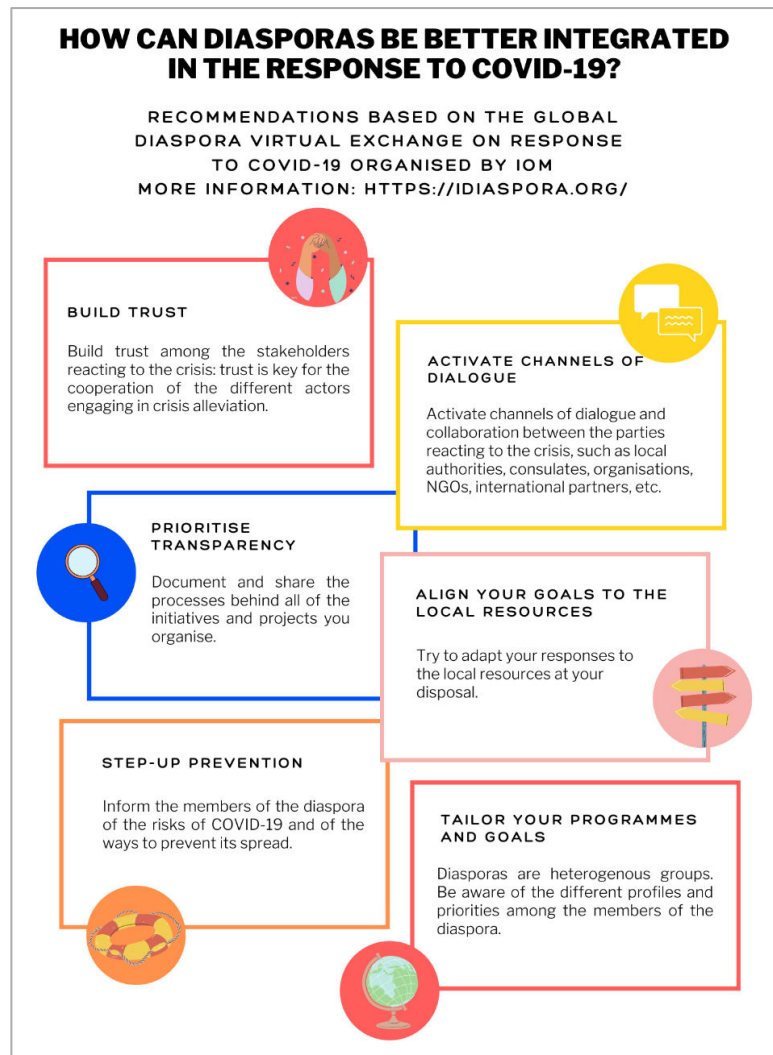 HOW CAN DIASPORAS BE BETTER INTEGRATED
IN THE RESPONSE TO COVID-19?
RECOMMENDATIONS BASED ON THE GLOBAL
DIASPORA VIRTUAL EXCHANGE ON RESPONSE
TO COVID-19 ORGANISED BY IOM
MORE INFORMATION: HTTPS://IDIASPORA.ORG/
BUILD TRUST
Build trust among the stakeholders
reacting to the crisis: trust is key for the
cooperation of the different actors
engaging in crisis alleviation.
ACTIVATE CHANNELS OF
DIALOGUE
Activate channels of dialogue and
collaboration between the parties
reacting to the crisis, such as local
authorities, consulates, organisations,
NGOs, international partners, etc.
PRIORITISE
TRANSPARENCY
Document and share the
processes behind all of the
initiatives and projects you
organise.
ALIGN YOUR GOALS TO THE
LOCAL RESOURCES
Try to adapt your responses to
the local resources at your
disposal.
STEP-UP PREVENTION
Inform the members of the diaspora
of the risks of COVID-19 and of the
ways to prevent its spread.
TAILOR YOUR PROGRAMMES
AND GOALS
Diasporas are heterogenous groups.
Be aware of the different profiles and
priorities among the members of the
diaspora.